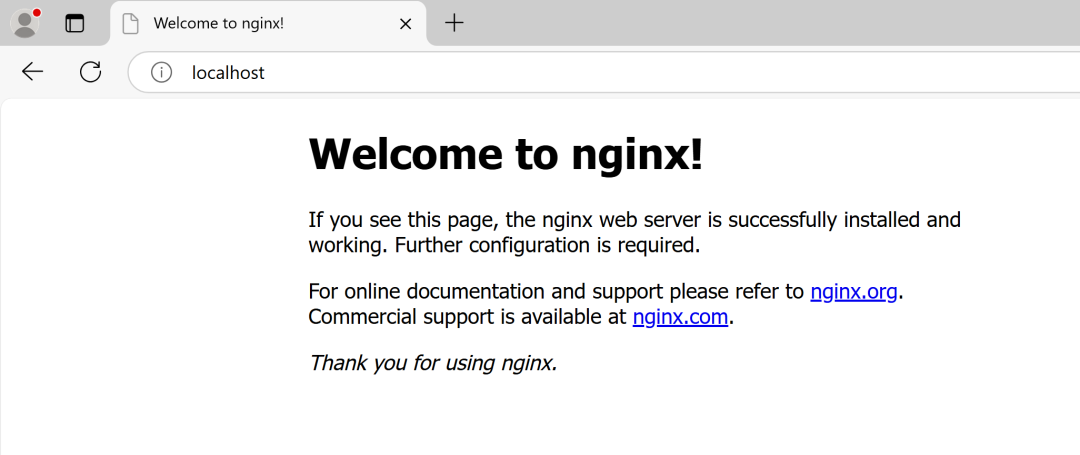 Welcome to nginx!
localhost
Welcome to nginx!
If you see this page, the nginx web server is successfully installed and
working. Further configuration is required.
For online documentation and support please refer to nginx.org.
Commercial support is available at nginx.com.
Thank you for using nginx.